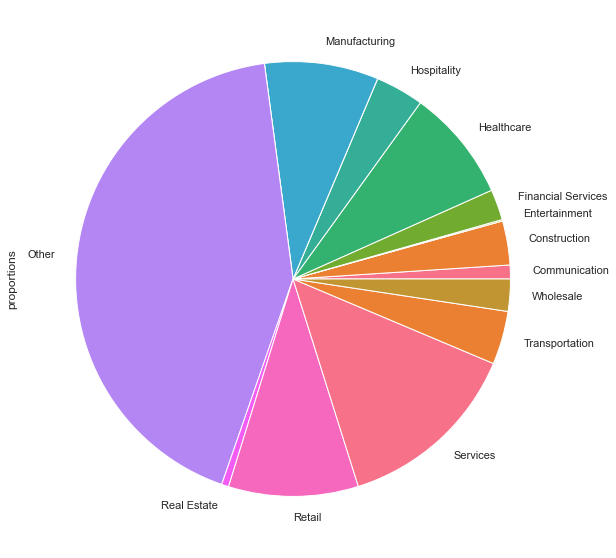 Manufacturing
Hospitality
Healthcare
Financial Services
Entertainment
Construction
Other
proportions
Communication
Wholesale
Transportation
Services
Real Estate
Retail